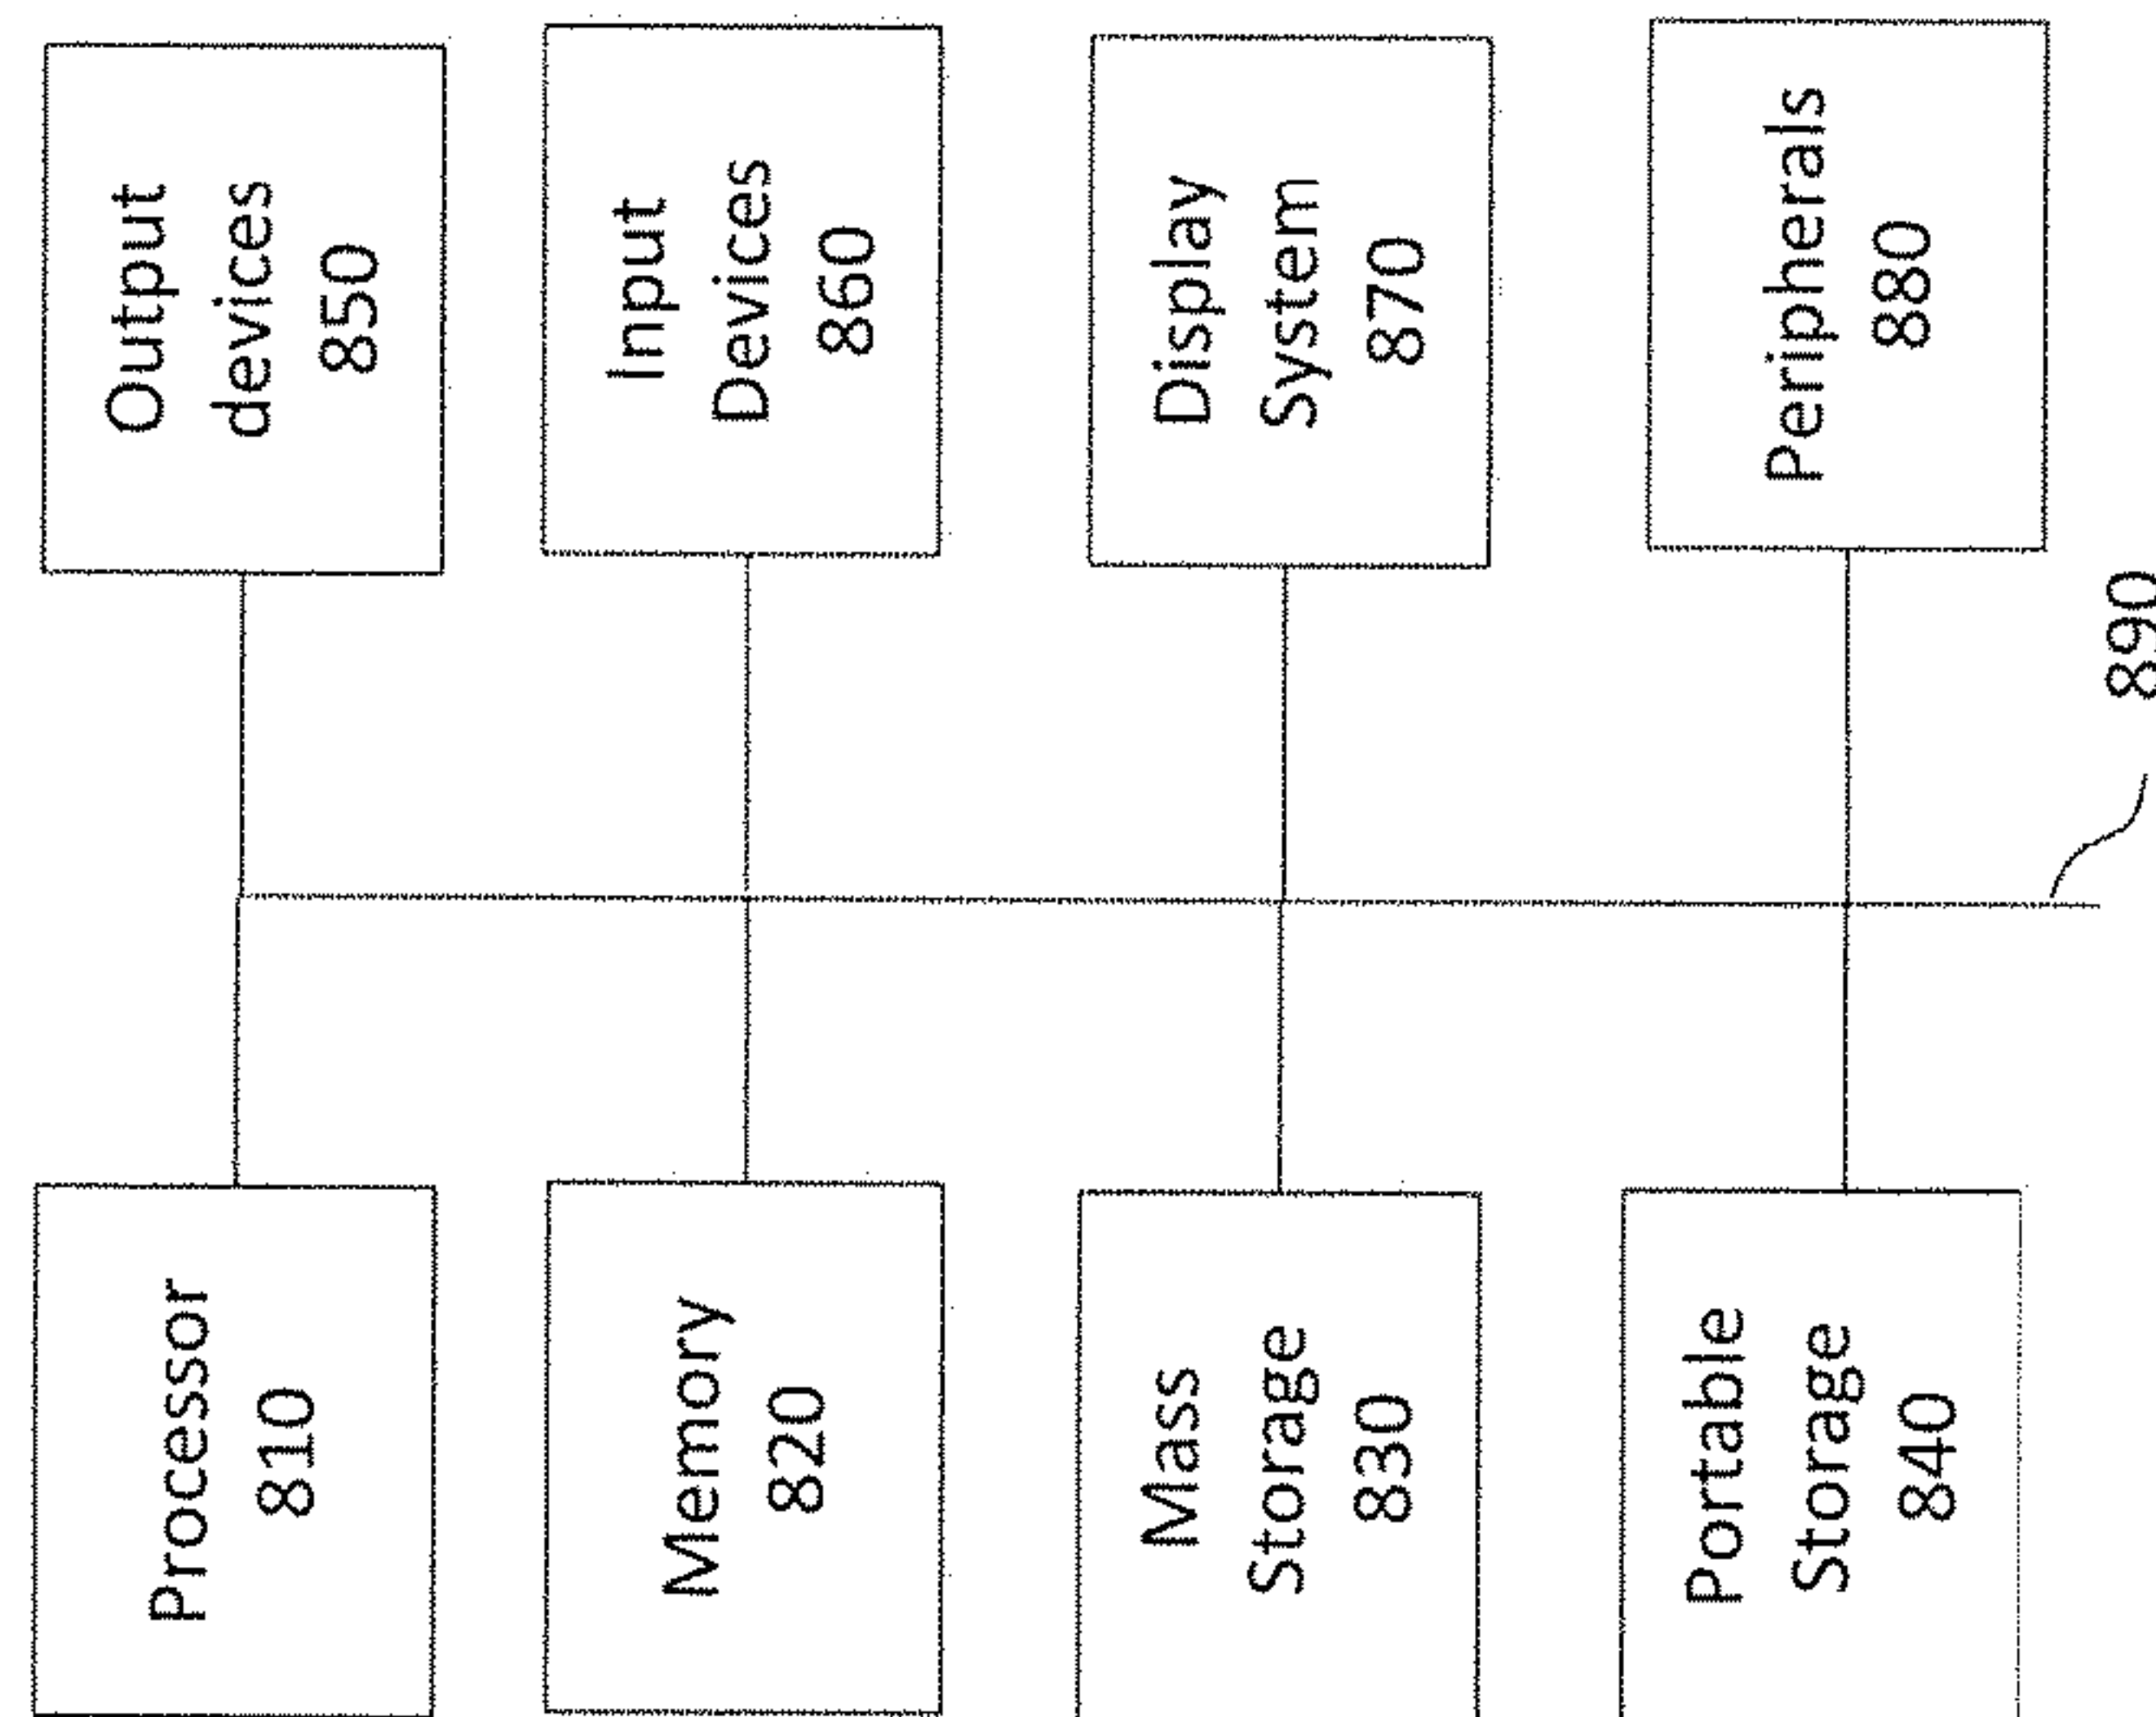 Processor
810
Output
devices
850
Memory
820
Input
Devices
860
Mass
Storage
830
Display
System
870
Portable
Storage
840
Peripherals
880
890